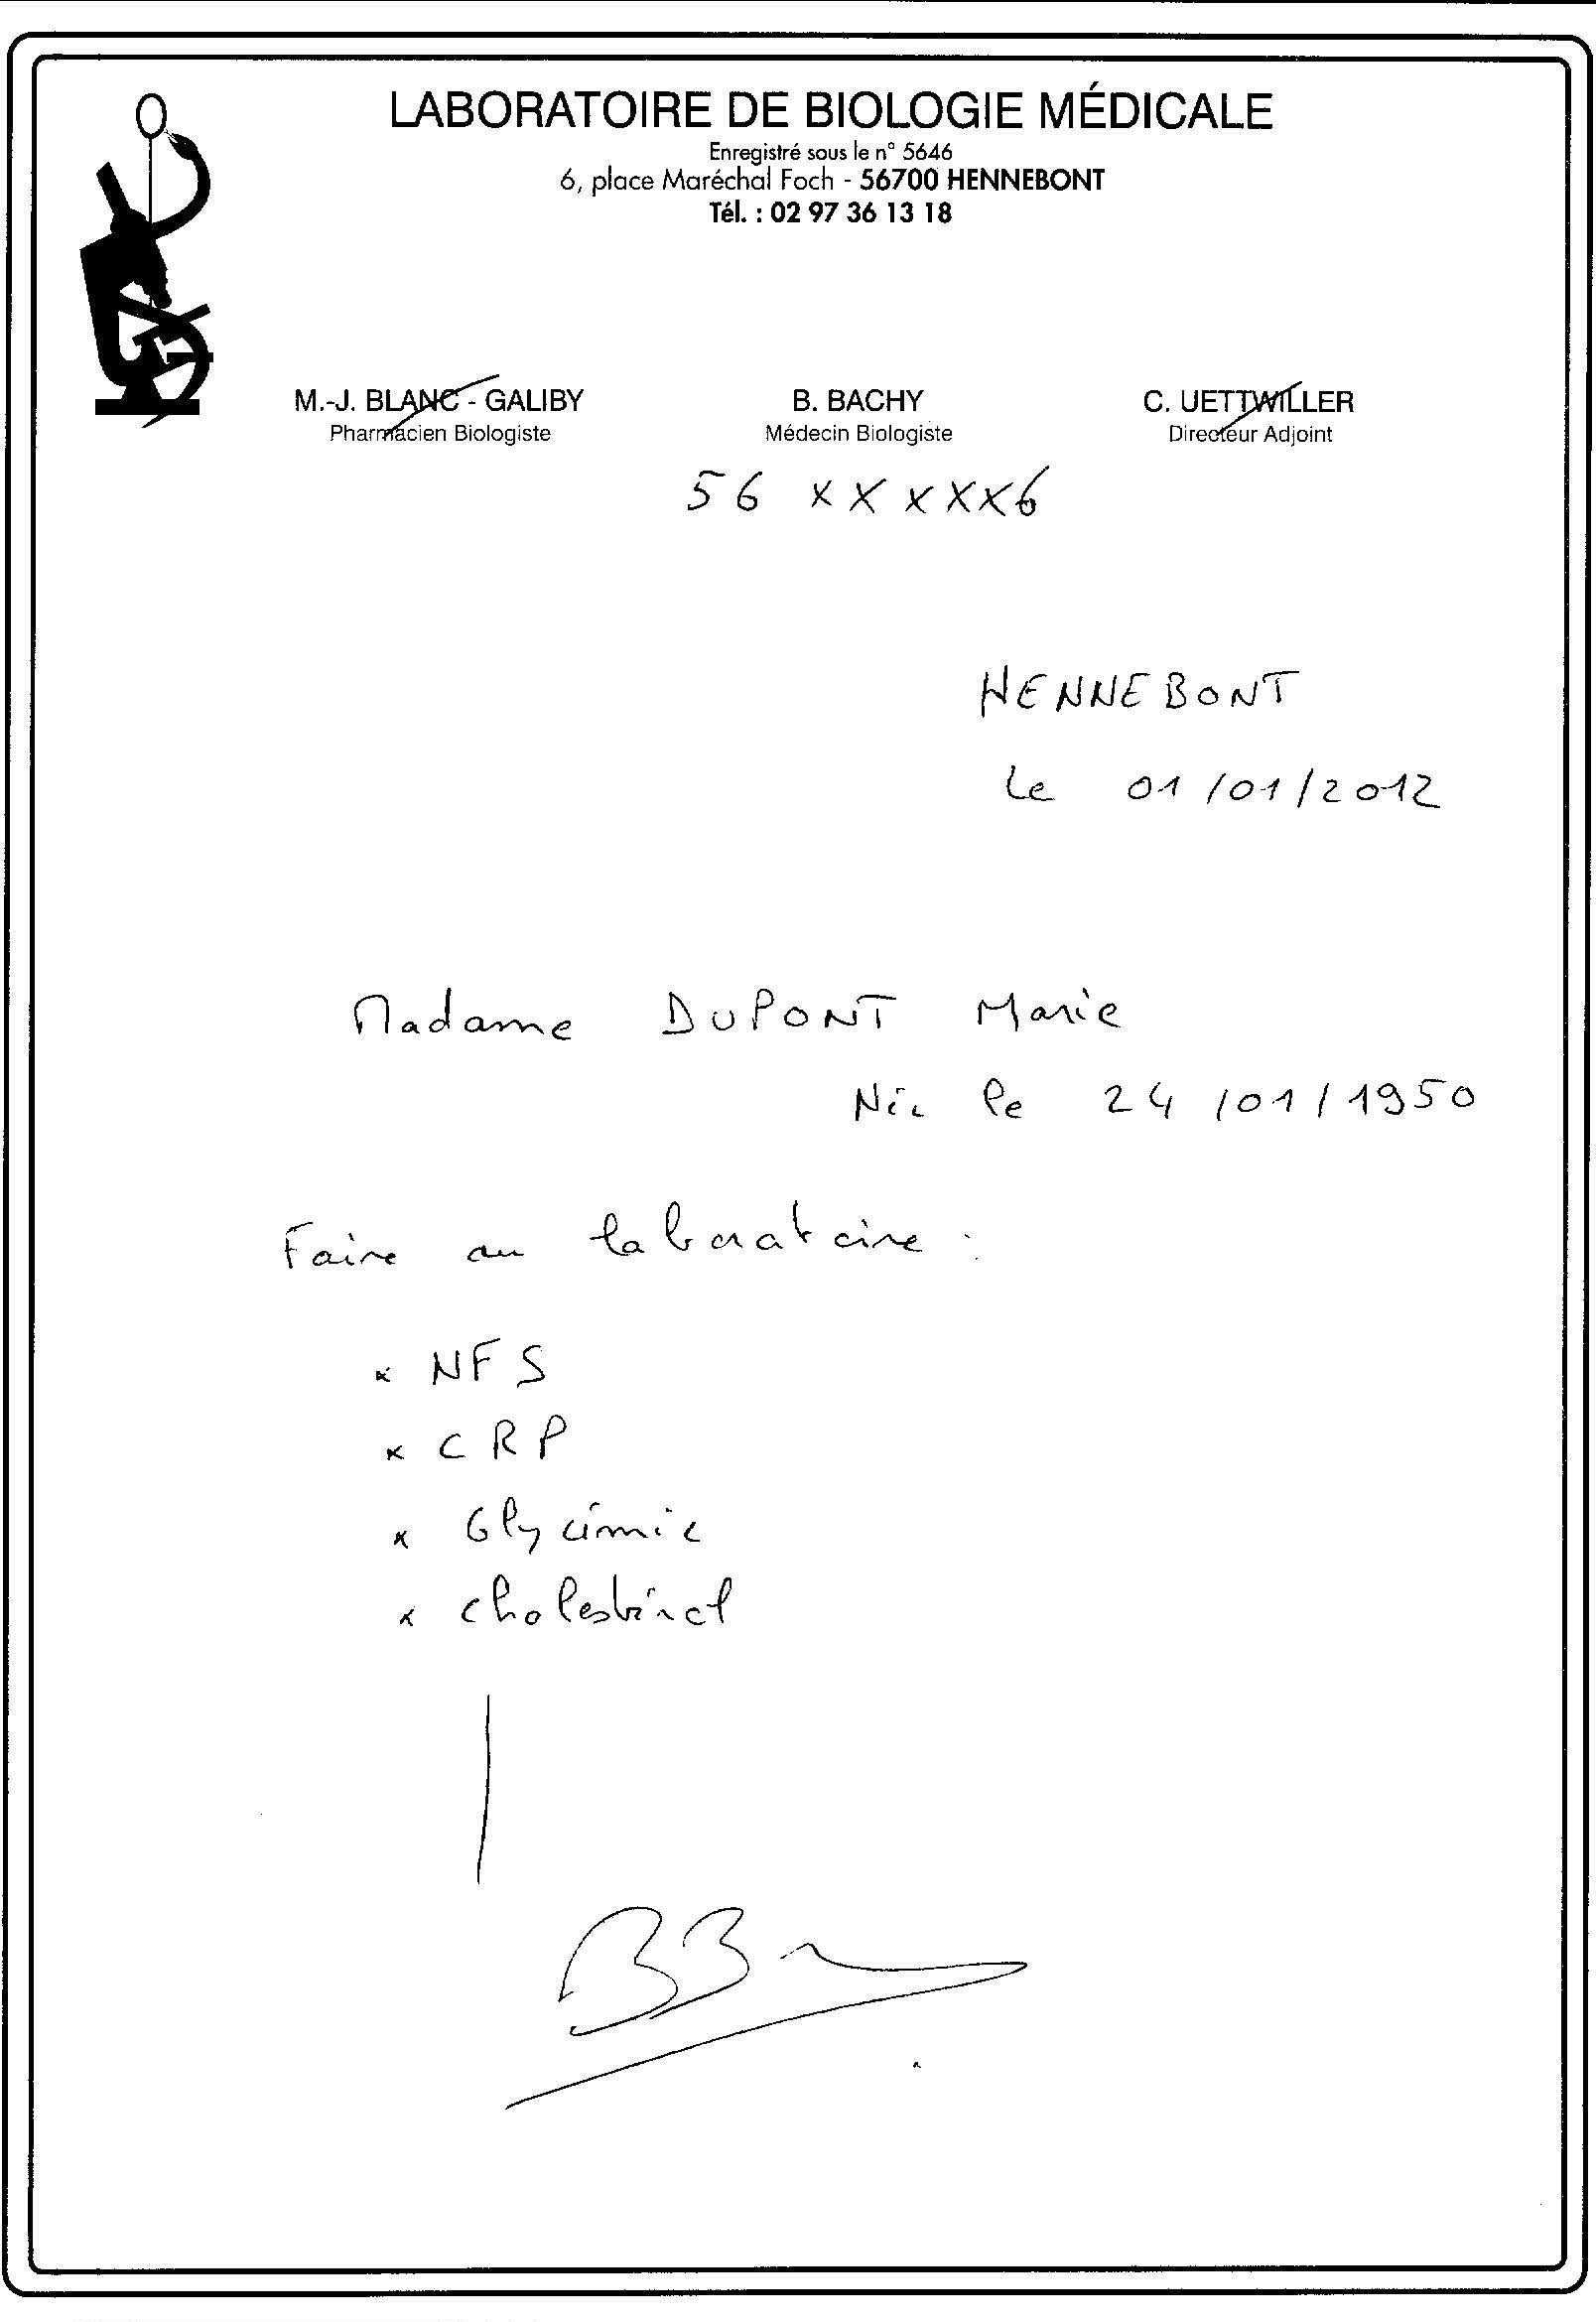 LABORATOIRE DE BIOLOGIE MÉDICALE
Enregistré sous le n° 5646
6, place Maréchal Foch - 56700 HENNEBONT
Tél. : 02 97 36 13 18
M.-J. BLANC - GALIBY B. BACHY C. UETTWILLER
Pharmacien Biologiste Médecin Biologiste Directeur Adjoint
56 XXXXX6
HENNEBONT
Le 01/01/2012
Madame DUPONT Marie
Née le 24/01/1950
Faire au laboratoire :
x NFS
x CRP
x Glycémie
x cholestérol